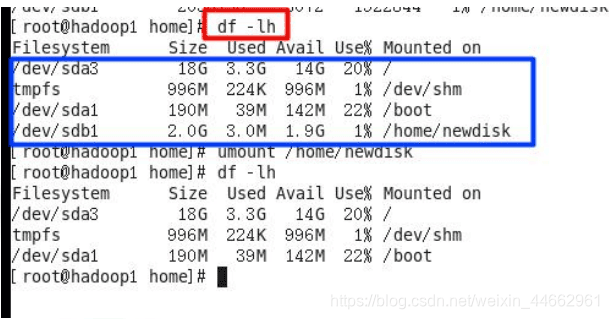 [root@hadoop1 home]# df -lh
Filesystem Size Used Avail Use% Mounted on
/dev/sda3 18G 3.3G 14G 20% /
tmpfs 996M 224K 996M 1% /dev/shm
/dev/sda1 190M 39M 142M 22% /boot
/dev/sdb1 2.0G 3.0M 1.9G 1% /home/newdisk
[root@hadoop1 home]# umount /home/newdisk
[root@hadoop1 home]# df -lh
Filesystem Size Used Avail Use% Mounted on
/dev/sda3 18G 3.3G 14G 20% /
tmpfs 996M 224K 996M 1% /dev/shm
/dev/sda1 190M 39M 142M 22% /boot
[root@hadoop1 home]#
https://blog.csdn.net/weixin_44662961